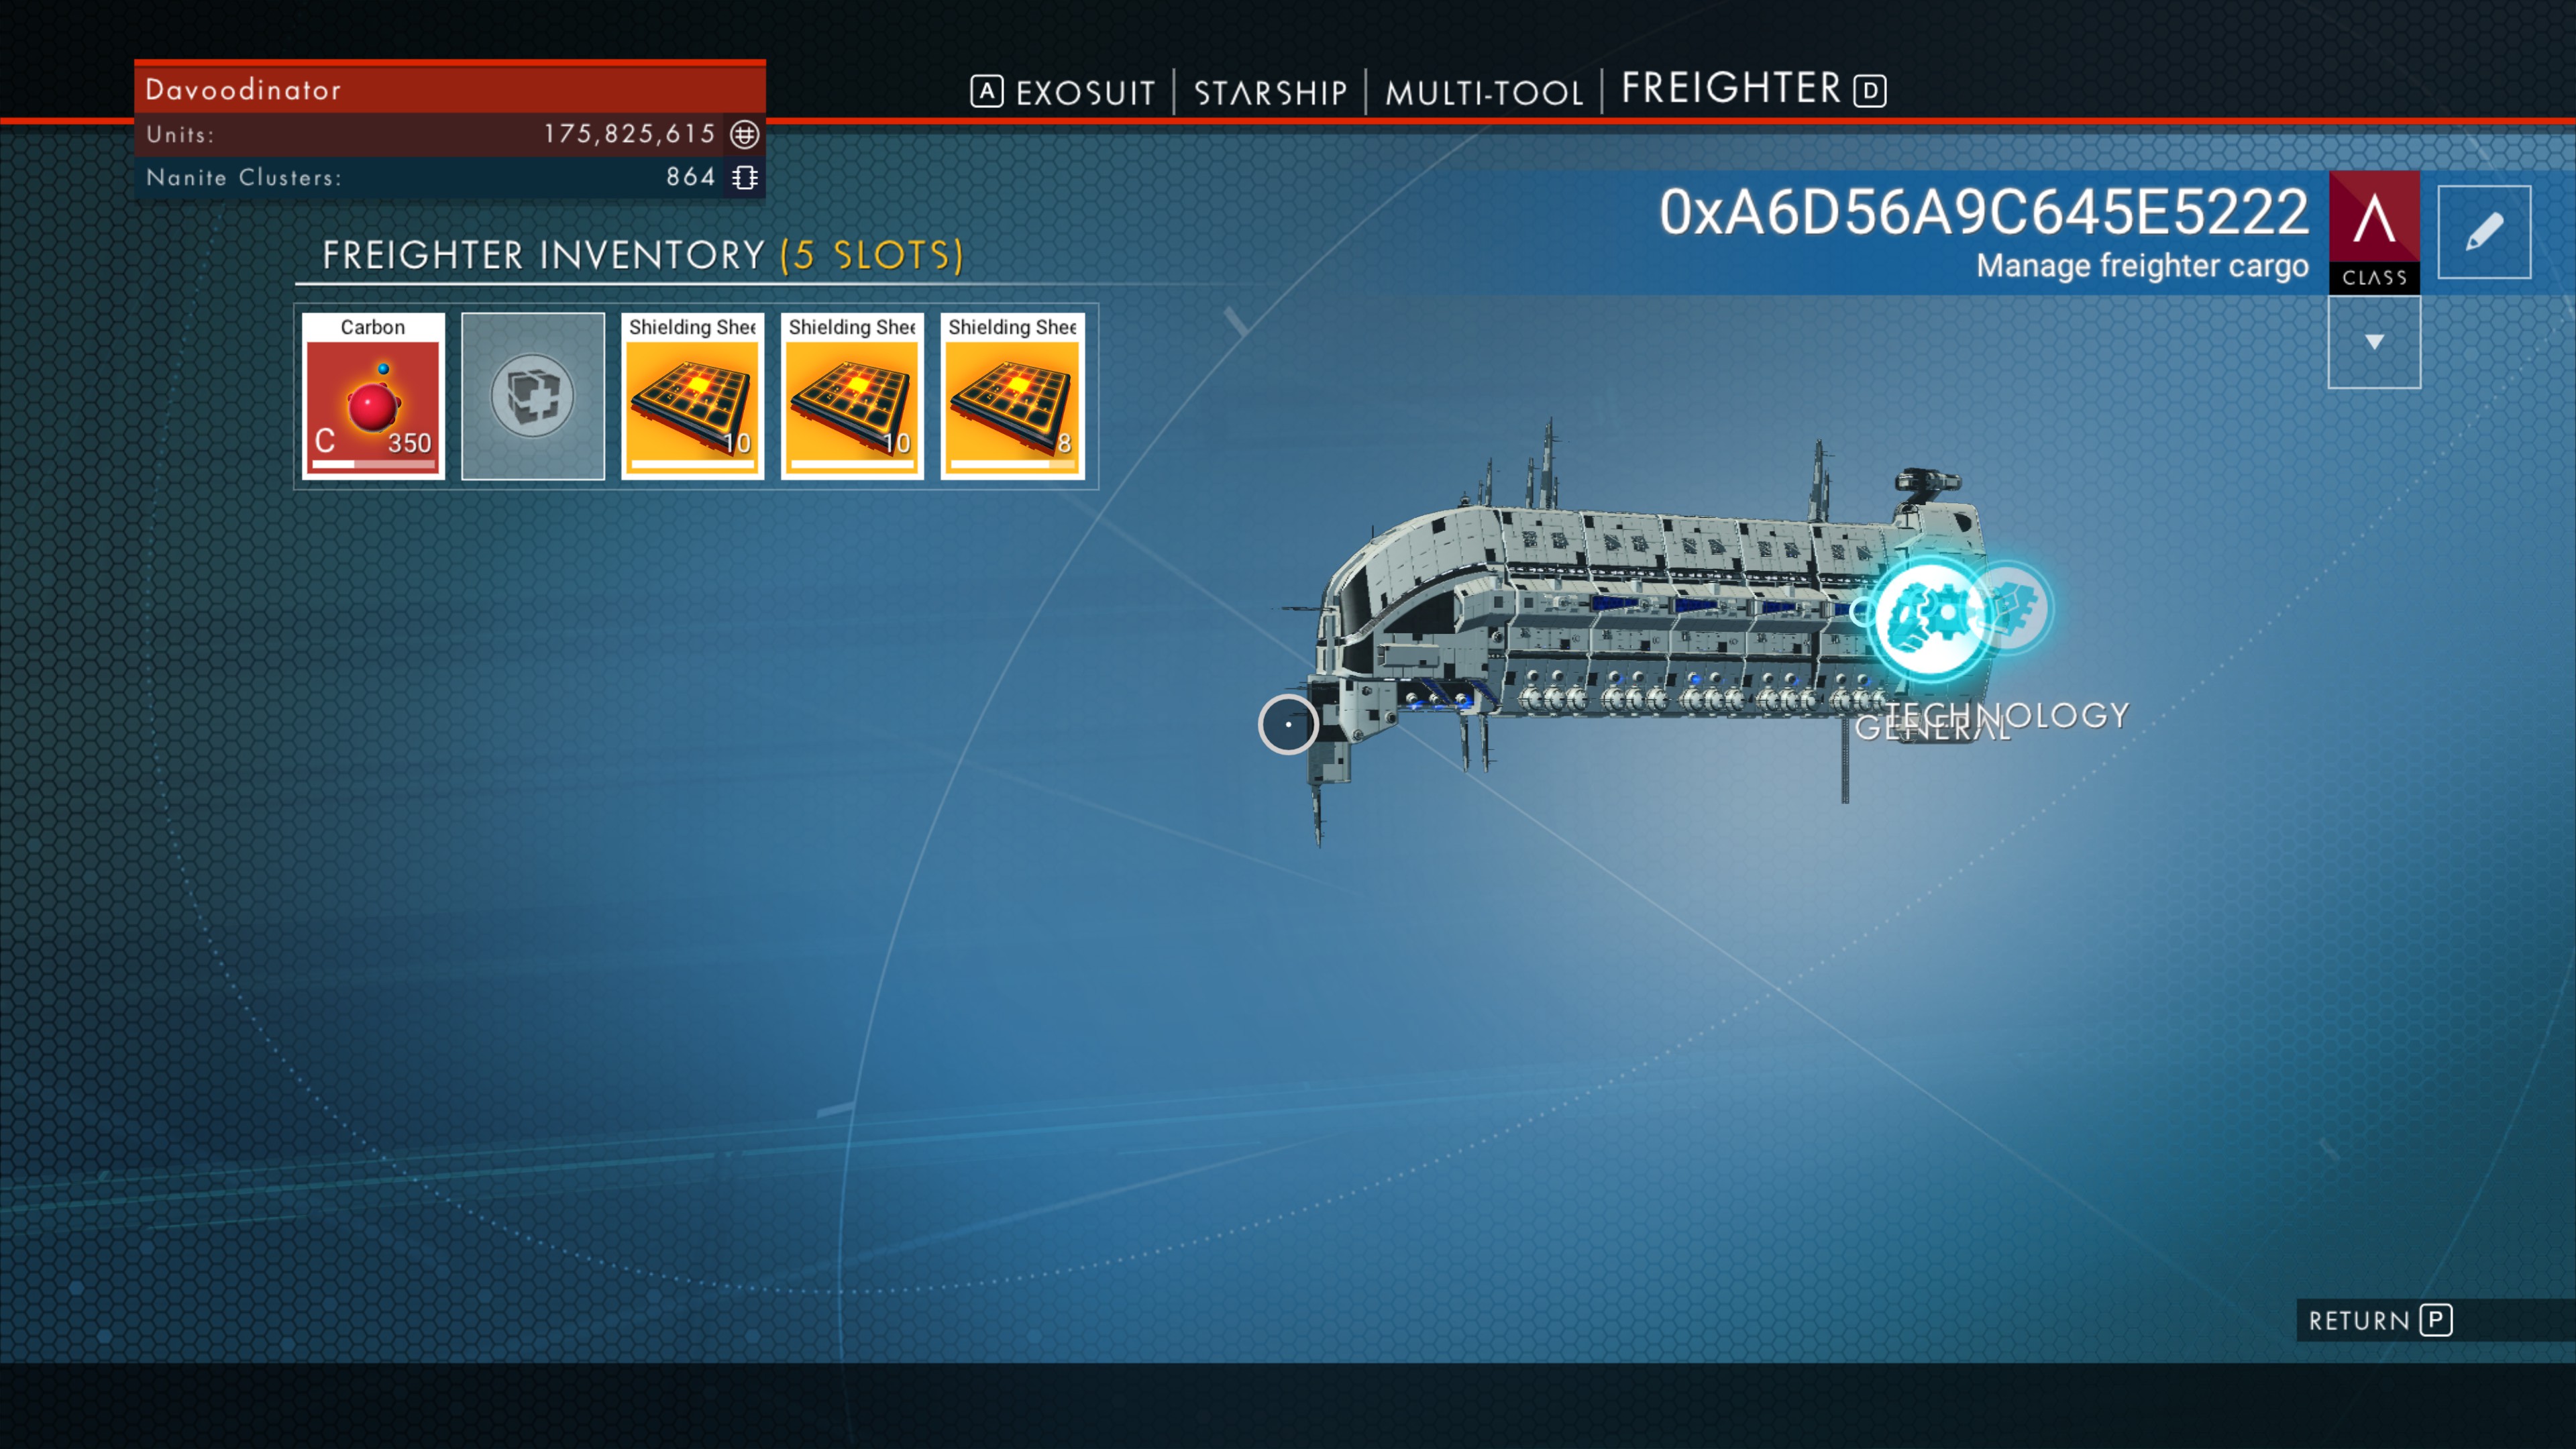 Davoodinator
Units: 175,825,615
Nanite Clusters: 864
A EXOSUIT STARSHIP MULTI-TOOL FREIGHTER D
0xA6D56A9C645E5222
Manage freighter cargo
CLASS
FREIGHTER INVENTORY (5 SLOTS)
Carbon
C 350
Shielding Shee
10
Shielding Shee
10
Shielding Shee
8
TECHNOLOGY
GENERAL
RETURN P